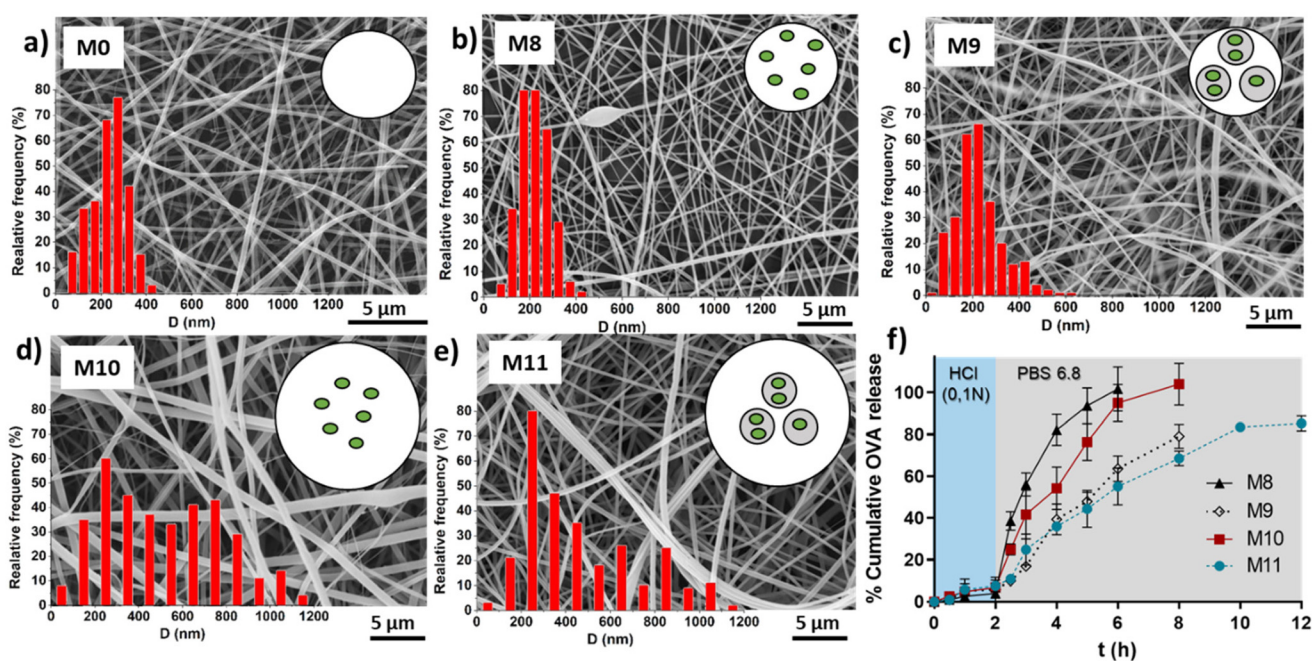 a) M0
Realative frequency (%)
80
70
60
50
40
30
20
10
0
0 200 400 600 800 1000 1200
D (nm)
5 µm
b) M8
Realative frequency (%)
80
70
60
50
40
30
20
10
0
0 200 400 600 800 1000 1200
D (nm)
5 µm
c) M9
Realative frequency (%)
80
70
60
50
40
30
20
10
0
0 200 400 600 800 1000 1200
D (nm)
5 µm
d) M10
Realative frequency (%)
80
70
60
50
40
30
20
10
0
0 200 400 600 800 1000 1200
D (nm)
5 µm
e) M11
Realative frequency (%)
80
70
60
50
40
30
20
10
0
0 200 400 600 800 1000 1200
D (nm)
5 µm
f)
HCl
(0,1N)
PBS 6.8
% Cumulative OVA release
100
80
60
40
20
0
M8
M9
M10
M11
0 2 4 6 8 10 12
t (h)